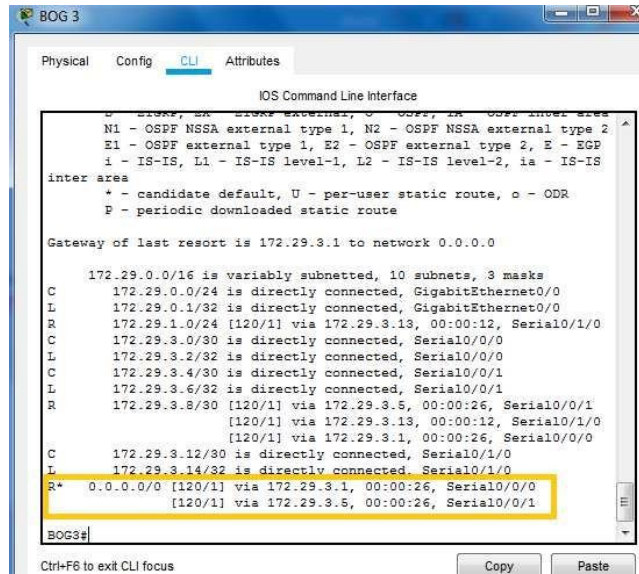 BOG 3
Physical Config CLI Attributes
IOS Command Line Interface
D - EIGRP, EX - EIGRP external, O - OSPF, IA - OSPF inter area
N1 - OSPF NSSA external type 1, N2 - OSPF NSSA external type 2
E1 - OSPF external type 1, E2 - OSPF external type 2, E - EGP
i - IS-IS, L1 - IS-IS level-1, L2 - IS-IS level-2, ia - IS-IS
inter area
* - candidate default, U - per-user static route, o - ODR
P - periodic downloaded static route
Gateway of last resort is 172.29.3.1 to network 0.0.0.0
172.29.0.0/16 is variably subnetted, 10 subnets, 3 masks
C 172.29.0.0/24 is directly connected, GigabitEthernet0/0
L 172.29.0.1/32 is directly connected, GigabitEthernet0/0
R 172.29.1.0/24 [120/1] via 172.29.3.13, 00:00:12, Serial0/1/0
C 172.29.3.0/30 is directly connected, Serial0/0/0
L 172.29.3.2/32 is directly connected, Serial0/0/0
C 172.29.3.4/30 is directly connected, Serial0/0/1
L 172.29.3.6/32 is directly connected, Serial0/0/1
R 172.29.3.8/30 [120/1] via 172.29.3.5, 00:00:26, Serial0/0/1
[120/1] via 172.29.3.13, 00:00:12, Serial0/1/0
[120/1] via 172.29.3.1, 00:00:26, Serial0/0/0
C 172.29.3.12/30 is directly connected, Serial0/1/0
L 172.29.3.14/32 is directly connected, Serial0/1/0
R* 0.0.0.0/0 [120/1] via 172.29.3.1, 00:00:26, Serial0/0/0
[120/1] via 172.29.3.5, 00:00:26, Serial0/0/1
BOG3#
Ctrl+F6 to exit CLI focus
Copy Paste